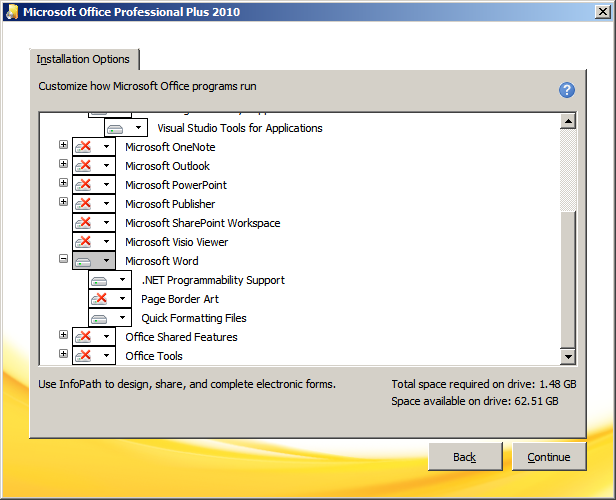 Microsoft Office Professional Plus 2010
Installation Options
Customize how Microsoft Office programs run
Visual Studio Tools for Applications
Microsoft OneNote
Microsoft Outlook
Microsoft PowerPoint
Microsoft Publisher
Microsoft SharePoint Workspace
Microsoft Visio Viewer
Microsoft Word
.NET Programmability Support
Page Border Art
Quick Formatting Files
Office Shared Features
Office Tools
Use InfoPath to design, share, and complete electronic forms.
Total space required on drive: 1.48 GB
Space available on drive: 62.51 GB
Back
Continue